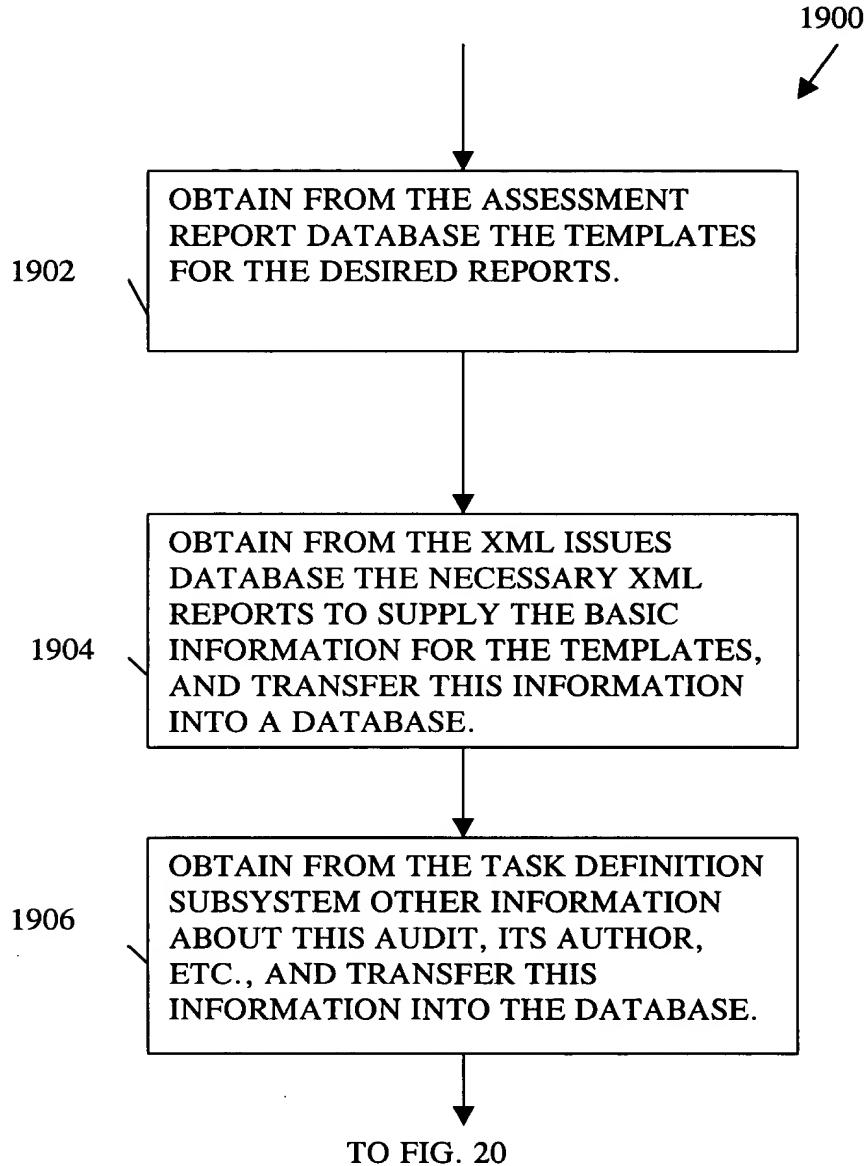 1900
OBTAIN FROM THE ASSESSMENT
REPORT DATABASE THE TEMPLATES
FOR THE DESIRED REPORTS.
1902
OBTAIN FROM THE XML ISSUES
DATABASE THE NECESSARY XML
REPORTS TO SUPPLY THE BASIC
INFORMATION FOR THE TEMPLATES,
AND TRANSFER THIS INFORMATION
INTO A DATABASE.
1904
OBTAIN FROM THE TASK DEFINITION
SUBSYSTEM OTHER INFORMATION
ABOUT THIS AUDIT, ITS AUTHOR,
ETC., AND TRANSFER THIS
INFORMATION INTO THE DATABASE.
1906
TO FIG. 20